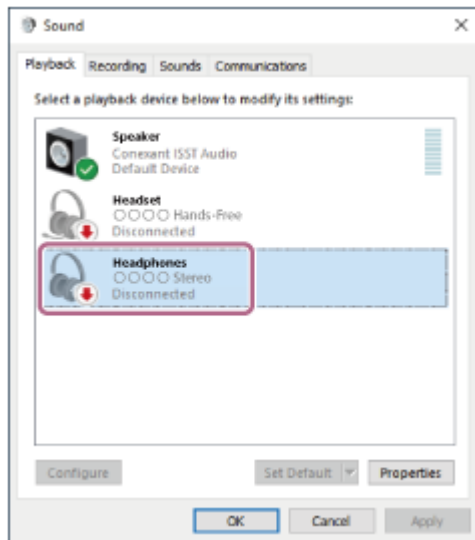 Sound
Playback Recording Sounds Communications
Select a playback device below to modify its settings:
Speaker
Conexant ISST Audio
Default Device
Headset
○○○○ Hands-Free
Disconnected
Headphones
○○○○ Stereo
Disconnected
Configure Set Default Properties
OK Cancel Apply